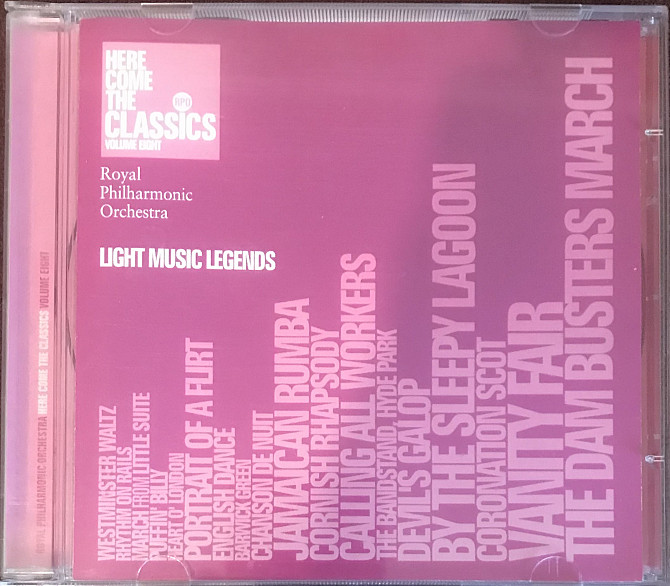 HERE
COME
THE
RPO
CLASSICS
VOLUME EIGHT
Royal
Philharmonic
Orchestra
LIGHT MUSIC LEGENDS
WESTMINSTER WALTZ
RHYTHM ON RAILS
MARCH FROM LITTLE SUITE
PUFFIN' BILLY
HEART O' LONDON
PORTRAIT OF A FLIRT
ENGLISH DANCE
BARWICK GREEN
CHANSON DE NUIT
JAMAICAN RUMBA
CORNISH RHAPSODY
CALLING ALL WORKERS
THE BANDSTAND, HYDE PARK
DEVIL'S GALOP
BY THE SLEEPY LAGOON
CORONATION SCOT
VANITY FAIR
THE DAM BUSTERS MARCH
ROYAL PHILHARMONIC ORCHESTRA HERE COME THE CLASSICS VOLUME EIGHT